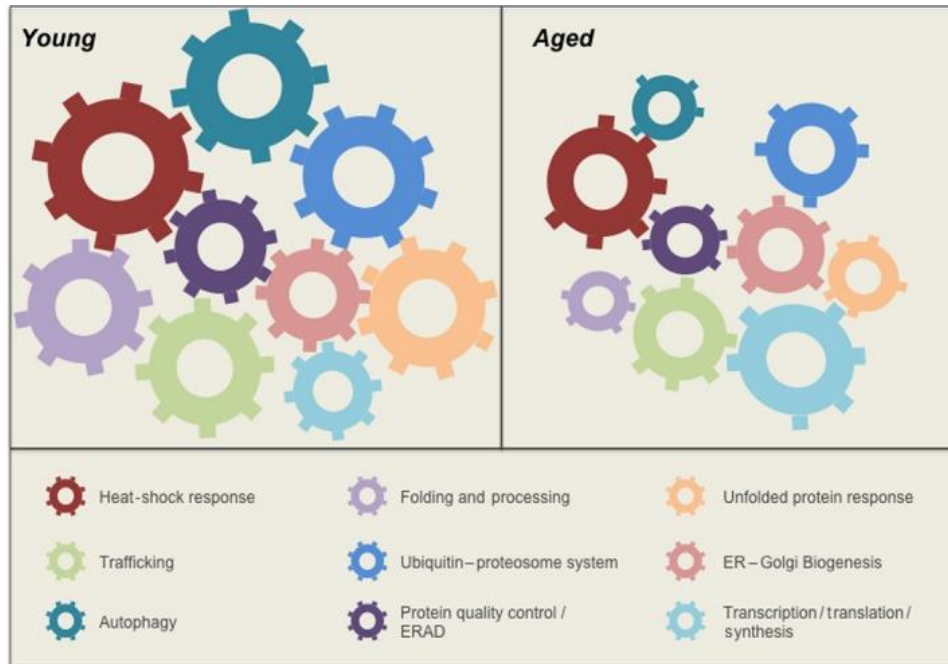 Young
Aged
Heat-shock response
Folding and processing
Unfolded protein response
Trafficking
Ubiquitin–proteosome system
ER–Golgi Biogenesis
Autophagy
Protein quality control /
ERAD
Transcription/translation/
synthesis